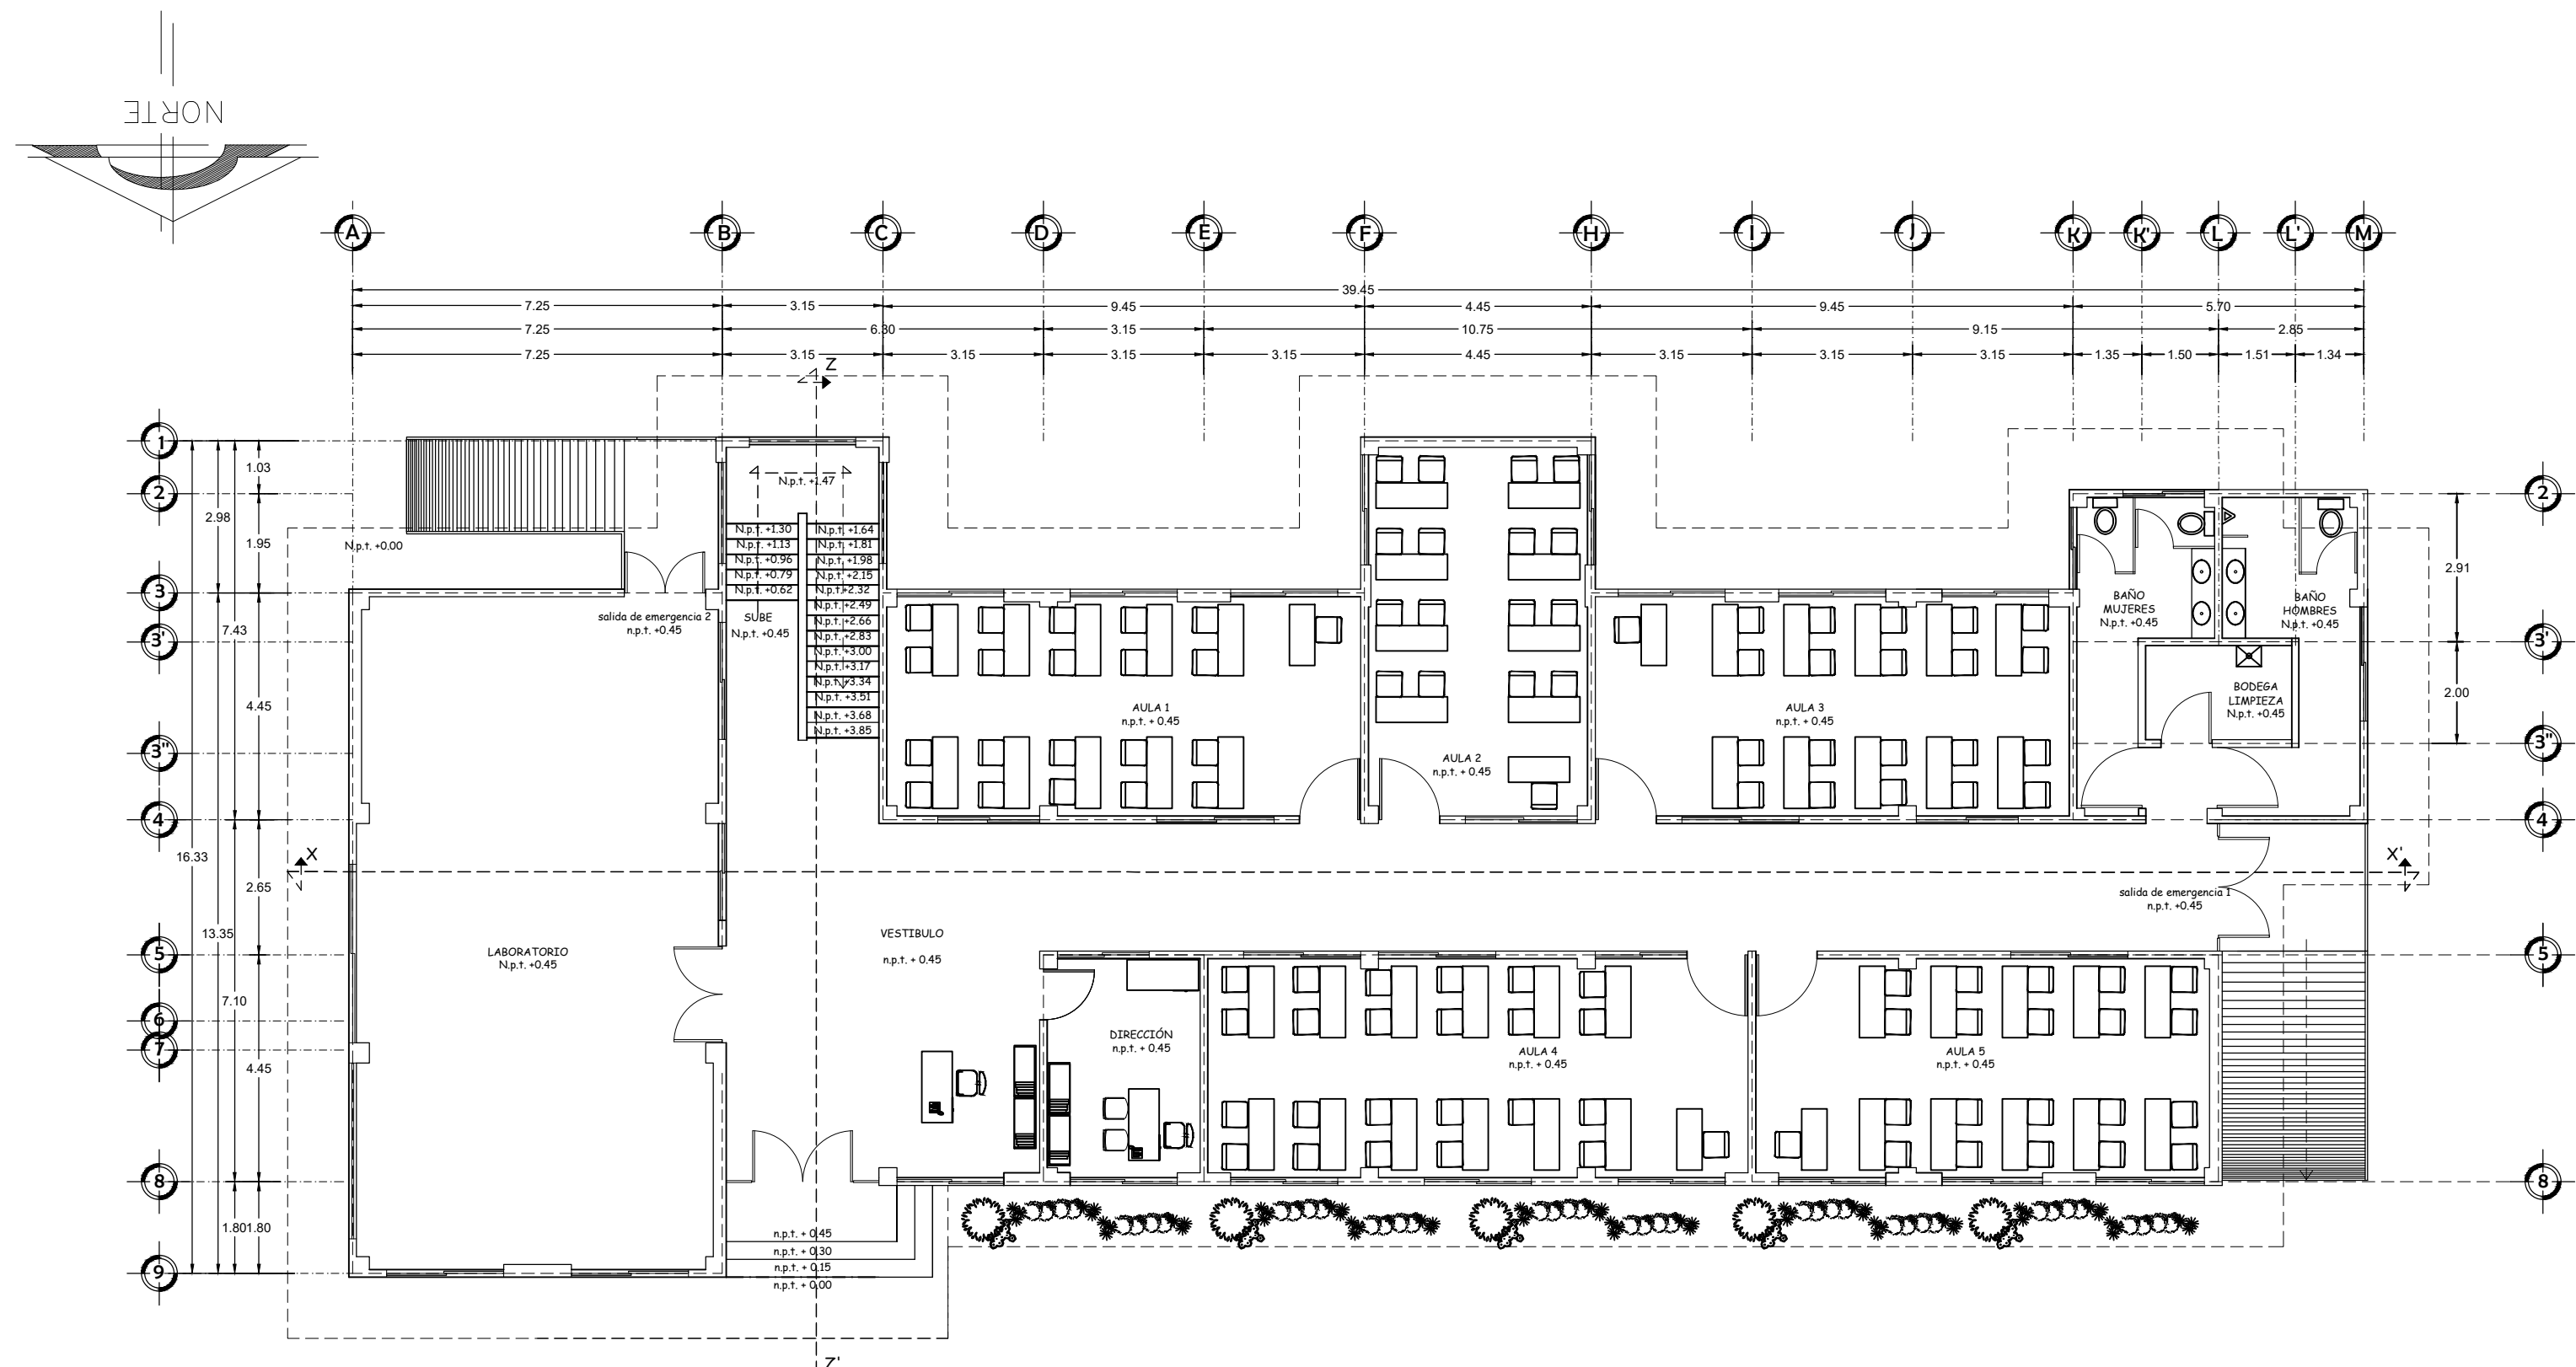 NORTE
A B C D E F H I J K K' L L' M
39.45
7.25 3.15 9.45 4.45 9.45 5.70
7.25 6.30 3.15 10.75 9.15 2.85
7.25 3.15 3.15 3.15 3.15 4.45 3.15 3.15 3.15 1.35 1.50 1.51 1.34
Z
1
2
3
3'
3"
4
5
6
7
8
9
1.03
1.95
2.98
7.43
4.45
16.33
2.65
13.35
7.10
4.45
1.80
1.80
2
3'
3"
4
5
8
2.91
2.00
N.p.t. +0.00
salida de emergencia 2
n.p.t. +0.45
N.p.t. +1.47
N.p.t. +1.30
N.p.t. +1.13
N.p.t. +0.96
N.p.t. +0.79
N.p.t. +0.62
SUBE
N.p.t. +0.45
N.p.t. +1.64
N.p.t. +1.81
N.p.t. +1.98
N.p.t. +2.15
N.p.t. +2.32
N.p.t. +2.49
N.p.t. +2.66
N.p.t. +2.83
N.p.t. +3.00
N.p.t. +3.17
N.p.t. +3.34
N.p.t. +3.51
N.p.t. +3.68
N.p.t. +3.85
AULA 1
n.p.t. + 0.45
AULA 2
n.p.t. + 0.45
AULA 3
n.p.t. + 0.45
BAÑO
MUJERES
N.p.t. +0.45
BAÑO
HOMBRES
N.p.t. +0.45
BODEGA
LIMPIEZA
N.p.t. +0.45
X
X'
salida de emergencia 1
n.p.t. +0.45
LABORATORIO
N.p.t. +0.45
VESTIBULO
n.p.t. + 0.45
DIRECCIÓN
n.p.t. + 0.45
AULA 4
n.p.t. + 0.45
AULA 5
n.p.t. + 0.45
n.p.t. + 0.45
n.p.t. + 0.30
n.p.t. + 0.15
n.p.t. + 0.00
Z'